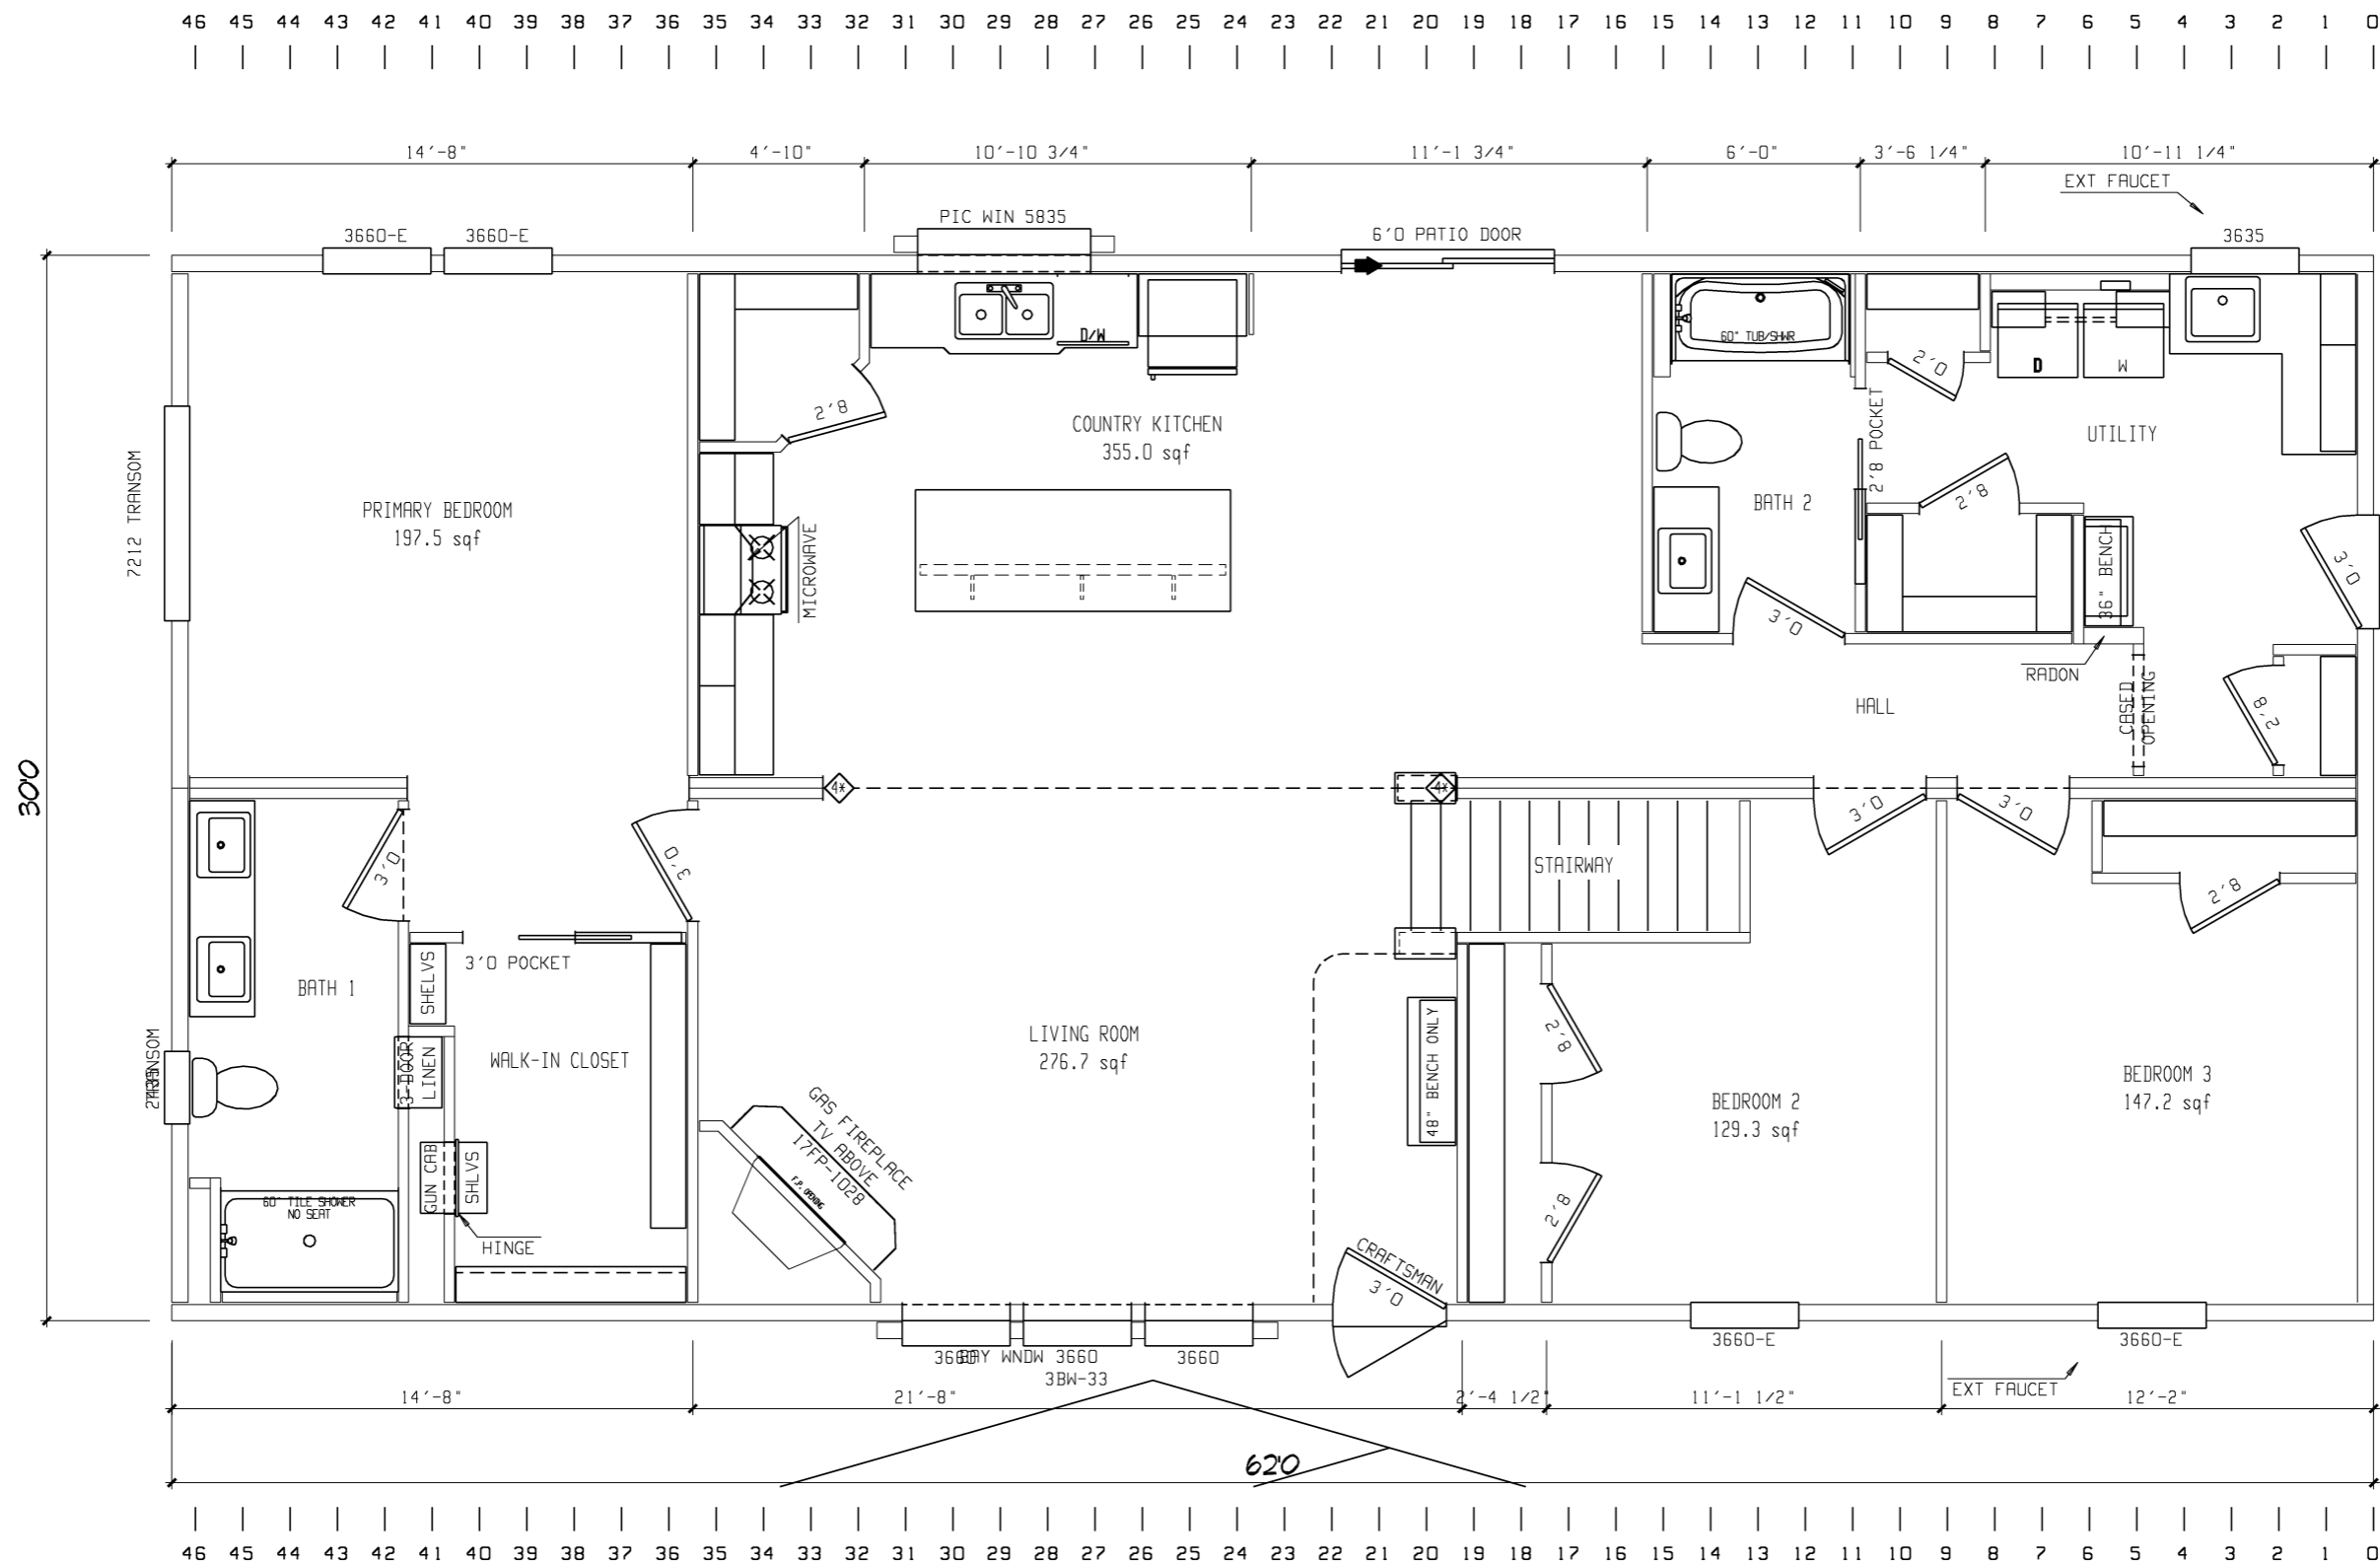 46 45 44 43 42 41 40 39 38 37 36 35 34 33 32 31 30 29 28 27 26 25 24 23 22 21 20 19 18 17 16 15 14 13 12 11 10 9 8 7 6 5 4 3 2 1 0
14'-8" 4'-10" 10'-10 3/4" 11'-1 3/4" 6'-0" 3'-6 1/4" 10'-11 1/4"
EXT FAUCET
3660-E 3660-E
PIC WIN 5835
6'0 PATIO DOOR
3635
D/W
60" TUB/SHWR
2'0
D
W
2'8
COUNTRY KITCHEN
355.0 sqf
2'8 POCKET
UTILITY
7212 TRANSOM
PRIMARY BEDROOM
197.5 sqf
MICROWAVE
BATH 2
2'8
36" BENCH
3'0
3'0
RADON
HALL
CASED
OPENING
2'8
30'0
4*
4*
3'0
3'0
3'0
3'0
STAIRWAY
2'8
3'0 POCKET
SHELVS
BATH 1
TRANSOM
3-DOOR
LINEN
WALK-IN CLOSET
LIVING ROOM
276.7 sqf
48" BENCH ONLY
2'8
BEDROOM 2
129.3 sqf
BEDROOM 3
147.2 sqf
GAS FIREPLACE
TV ABOVE
17FP-1028
F.P. OPENING
GUN CAB
SHLVS
HINGE
60" TILE SHOWER
NO SEAT
2'8
CRAFTSMAN
3'0
3660 BAY WNDW 3660 3660
3BW-33
3660-E
3660-E
EXT FAUCET
14'-8" 21'-8" 2'-4 1/2" 11'-1 1/2" 12'-2"
62'0
46 45 44 43 42 41 40 39 38 37 36 35 34 33 32 31 30 29 28 27 26 25 24 23 22 21 20 19 18 17 16 15 14 13 12 11 10 9 8 7 6 5 4 3 2 1 0